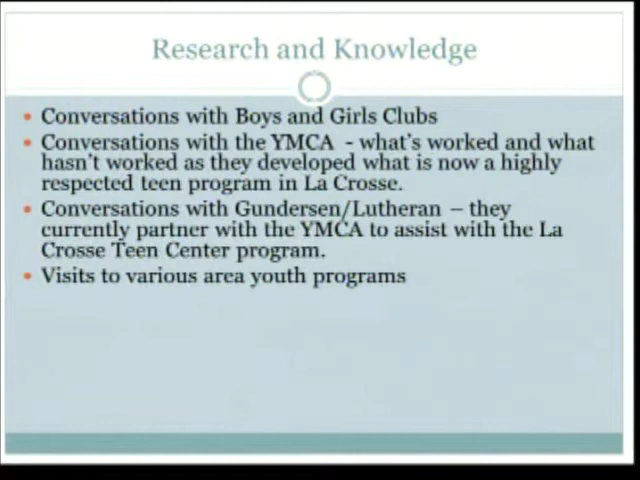 Research and Knowledge
Conversations with Boys and Girls Clubs
Conversations with the YMCA - what's worked and what
hasn't worked as they developed what is now a highly
respected teen program in La Crosse.
Conversations with Gundersen/Lutheran – they
currently partner with the YMCA to assist with the La
Crosse Teen Center program.
Visits to various area youth programs